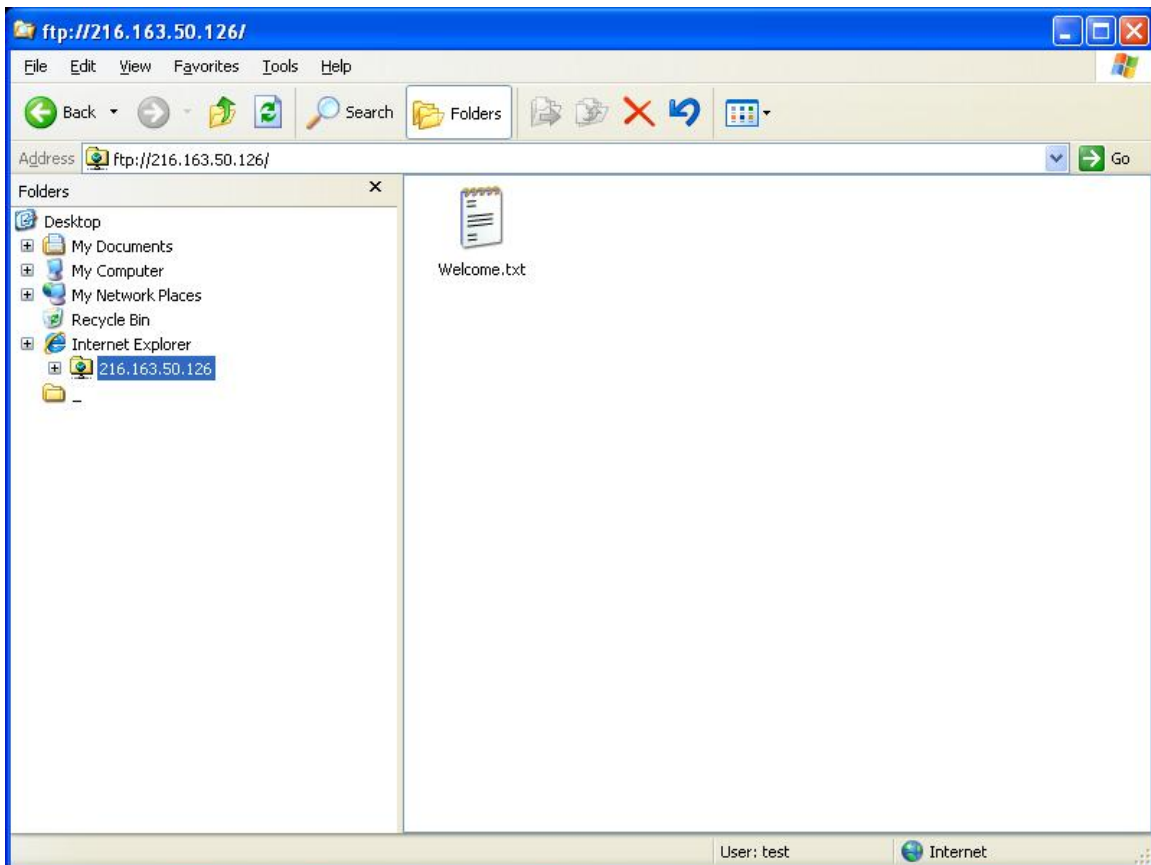 ftp://216.163.50.126/
File Edit View Favorites Tools Help
Back Search Folders
Address ftp://216.163.50.126/ Go
Folders x
Desktop
My Documents
My Computer
My Network Places
Recycle Bin
Internet Explorer
216.163.50.126
_
Welcome.txt
User: test Internet